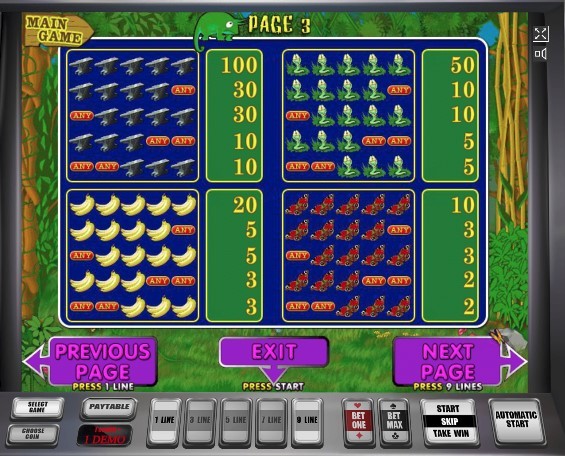 MAIN
GAME
PAGE 3
100
ANY 30
ANY 30
ANY ANY 10
ANY ANY 10
50
ANY 10
ANY 10
ANY ANY 5
ANY ANY 5
20
ANY 5
ANY 5
ANY ANY 3
ANY ANY 3
10
ANY 3
ANY 3
ANY ANY 2
ANY ANY 2
PREVIOUS
PAGE
PRESS 1 LINE
EXIT
PRESS START
NEXT
PAGE
PRESS 9 LINES
SELECT
GAME
CHOOSE
COIN
PAYTABLE
1 DEMO
1 LINE
3 LINE
5 LINE
7 LINE
9 LINE
BET
ONE
BET
MAX
START
SKIP
TAKE WIN
AUTOMATIC
START